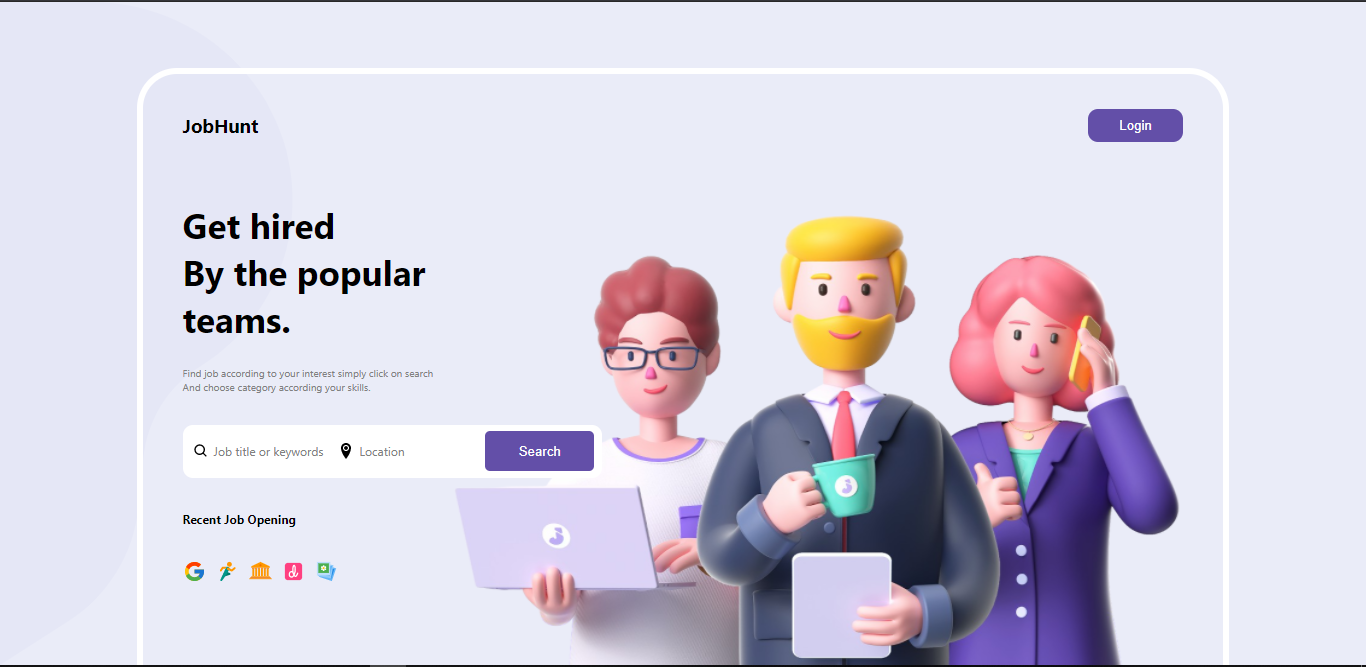 JobHunt
Login
Get hired
By the popular
teams.
Find job according to your interest simply click on search
And choose category according your skills.
Job title or keywords
Location
Search
Recent Job Opening